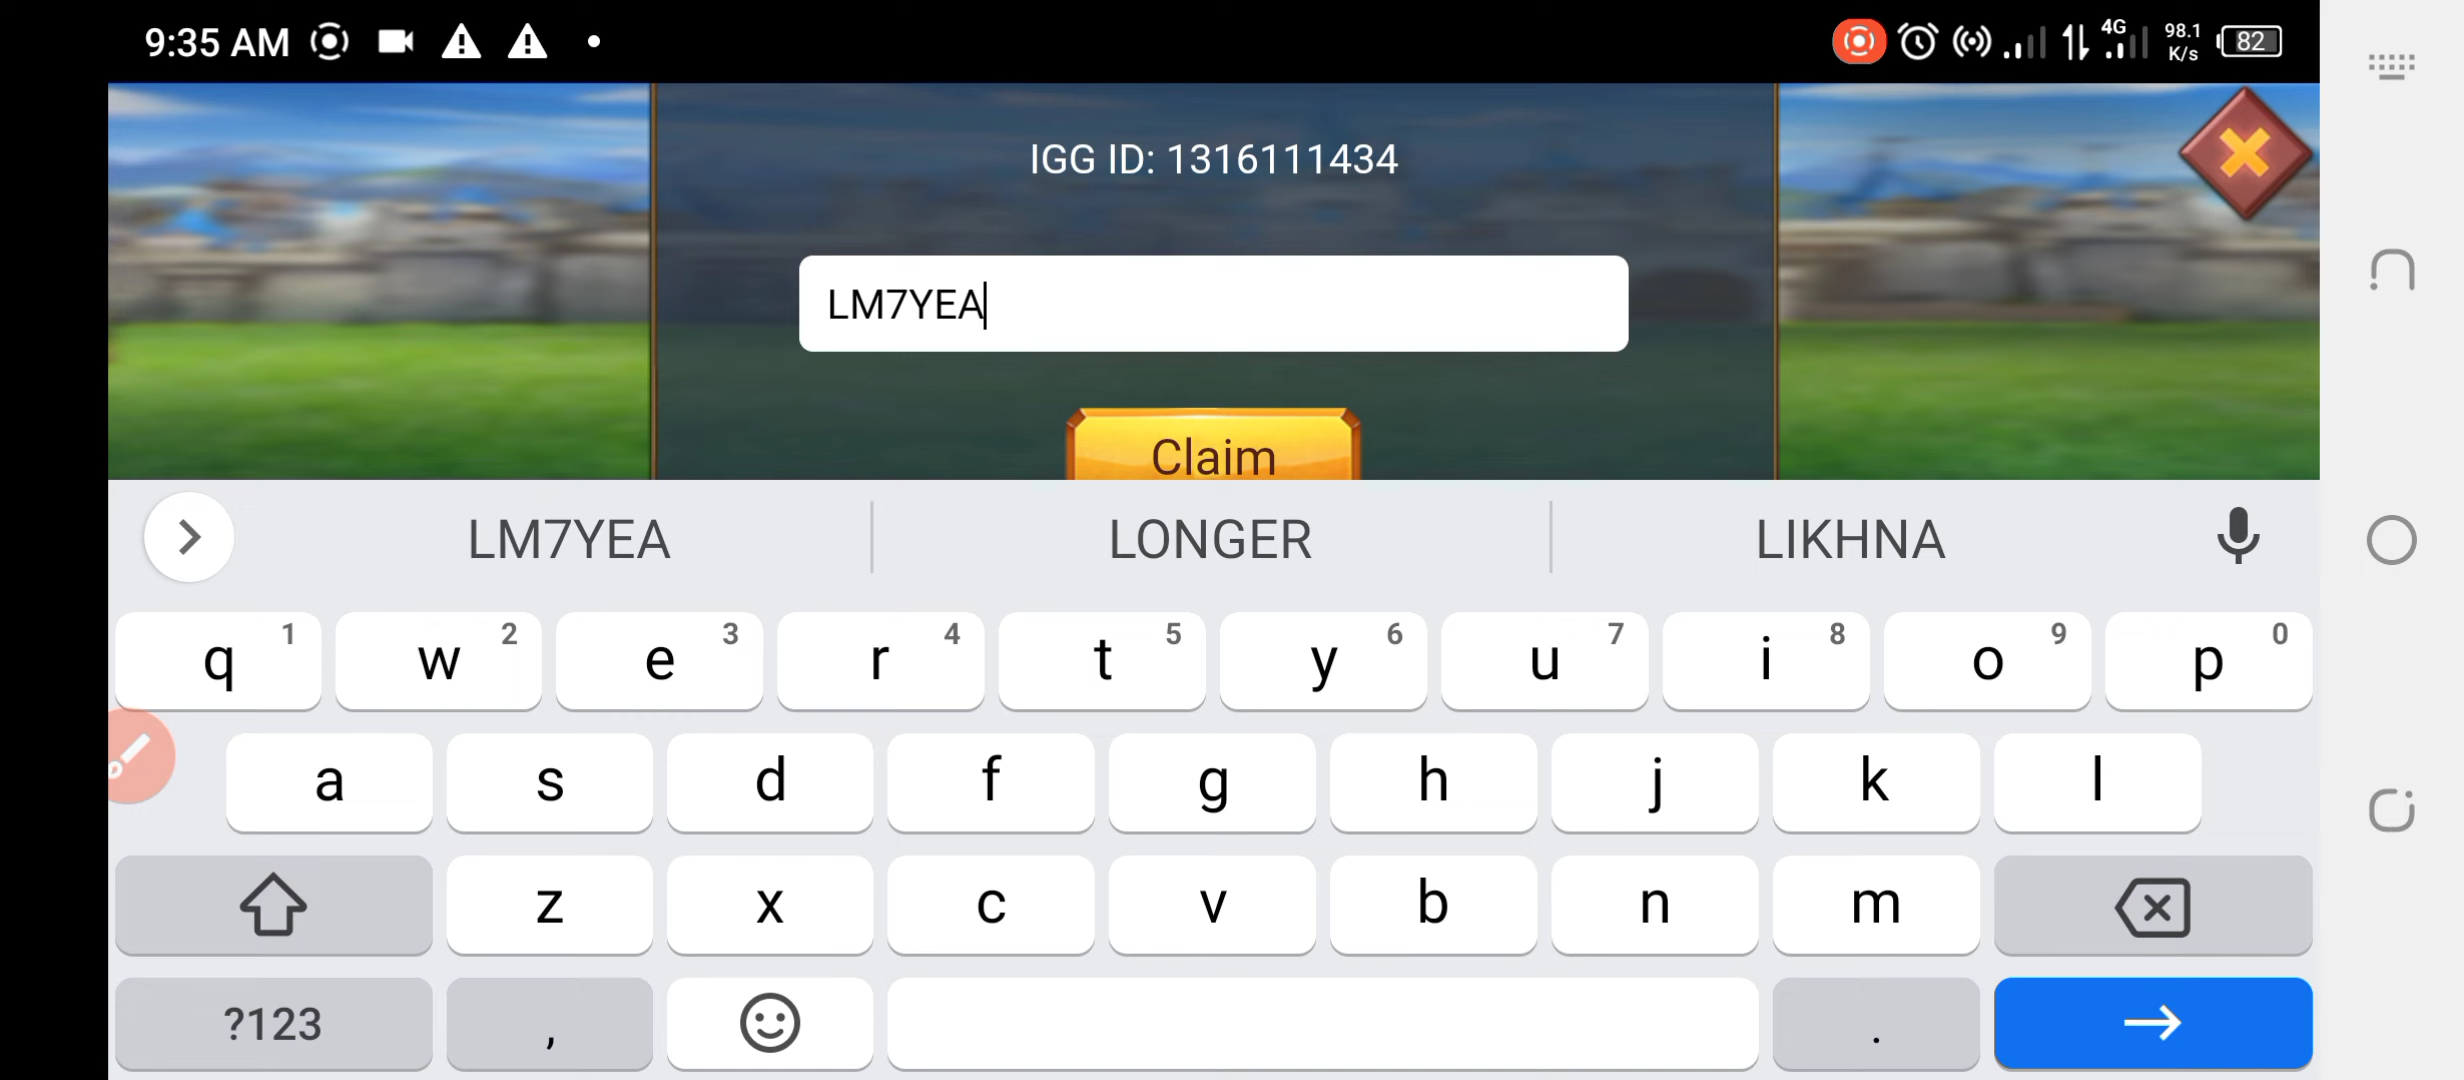 9:35 AM
4G
98.1 K/s
82
IGG ID: 1316111434
LM7YEA
Claim
LM7YEA LONGER LIKHNA
q 1 w 2 e 3 r 4 t 5 y 6 u 7 i 8 o 9 p 0
a s d f g h j k l
z x c v b n m
?123 , .